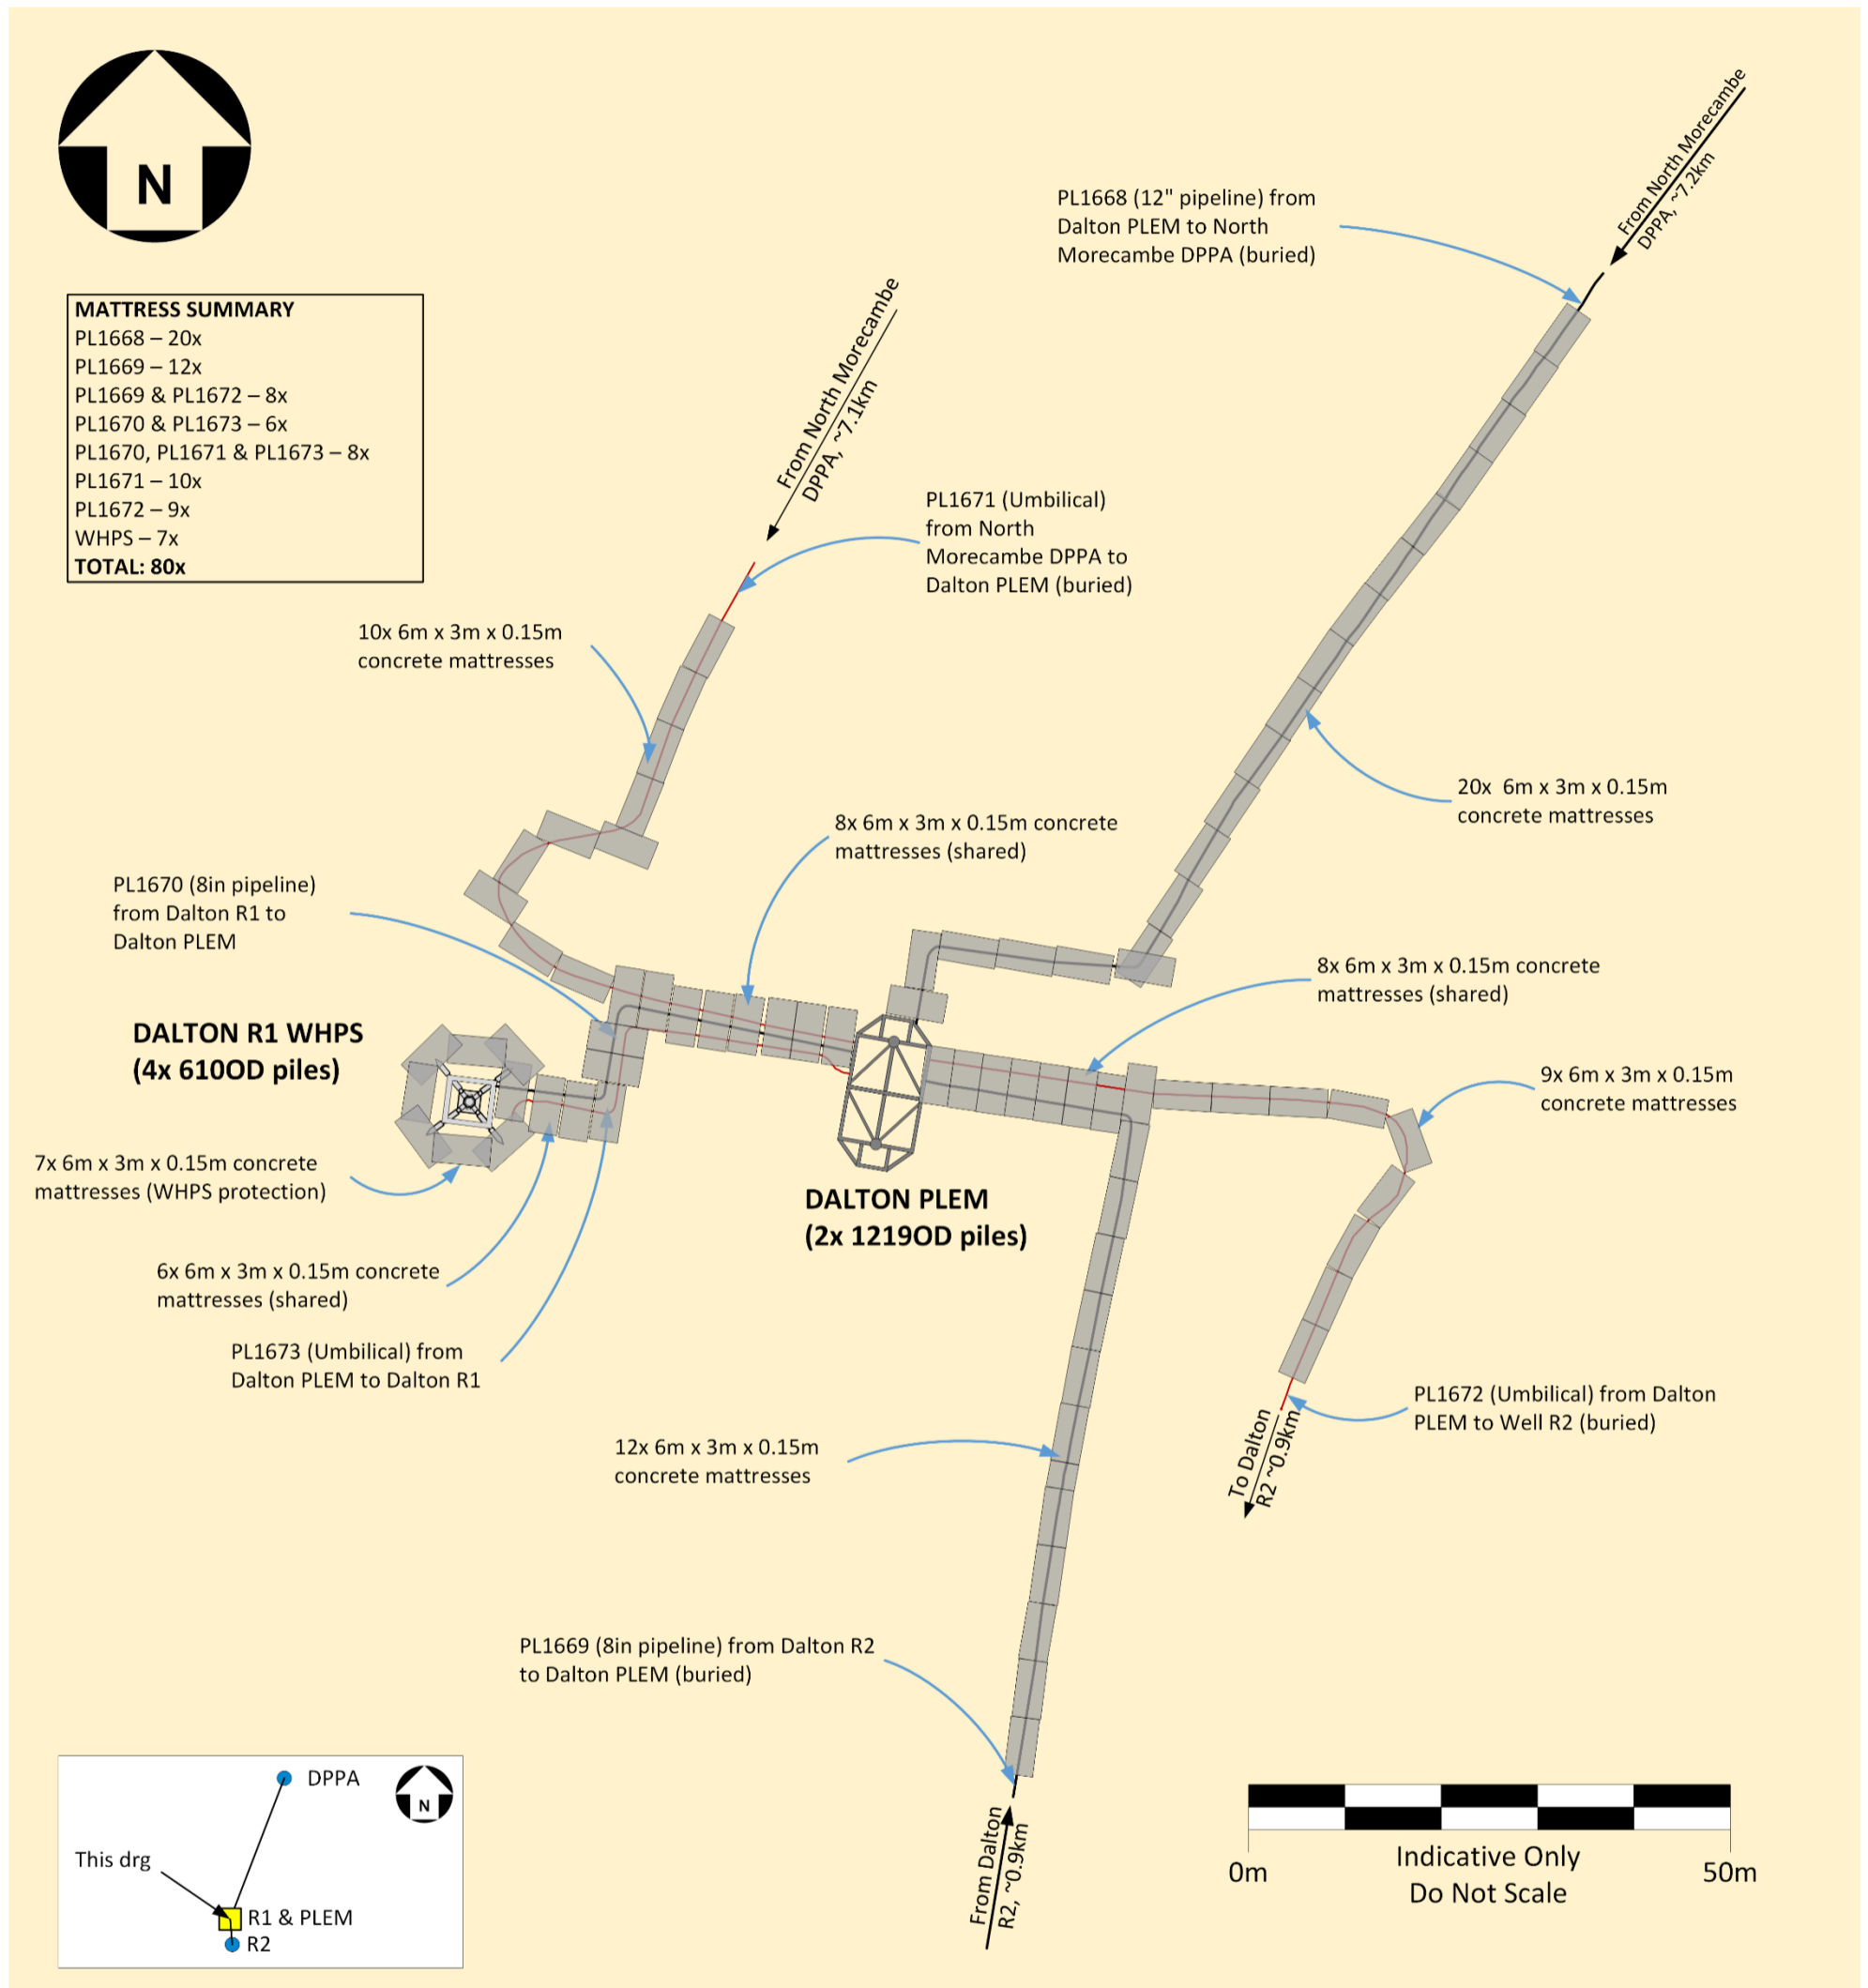 N
From North Morecambe
DPPA, ~7.2km
PL1668 (12" pipeline) from
Dalton PLEM to North
Morecambe DPPA (buried)
MATTRESS SUMMARY
PL1668 – 20x
PL1669 – 12x
PL1669 & PL1672 – 8x
PL1670 & PL1673 – 6x
PL1670, PL1671 & PL1673 – 8x
PL1671 – 10x
PL1672 – 9x
WHPS – 7x
TOTAL: 80x
From North Morecambe
DPPA, ~7.1km
PL1671 (Umbilical)
from North
Morecambe DPPA to
Dalton PLEM (buried)
10x 6m x 3m x 0.15m
concrete mattresses
20x  6m x 3m x 0.15m
concrete mattresses
8x 6m x 3m x 0.15m concrete
mattresses (shared)
PL1670 (8in pipeline)
from Dalton R1 to
Dalton PLEM
8x 6m x 3m x 0.15m concrete
mattresses (shared)
DALTON R1 WHPS
(4x 610OD piles)
9x 6m x 3m x 0.15m
concrete mattresses
7x 6m x 3m x 0.15m concrete
mattresses (WHPS protection)
DALTON PLEM
(2x 1219OD piles)
6x 6m x 3m x 0.15m concrete
mattresses (shared)
PL1673 (Umbilical) from
Dalton PLEM to Dalton R1
PL1672 (Umbilical) from Dalton
PLEM to Well R2 (buried)
To Dalton
R2 ~0.9km
12x 6m x 3m x 0.15m
concrete mattresses
PL1669 (8in pipeline) from Dalton R2
to Dalton PLEM (buried)
From Dalton
R2, ~0.9km
DPPA
N
This drg
R1 & PLEM
R2
0m
50m
Indicative Only
Do Not Scale